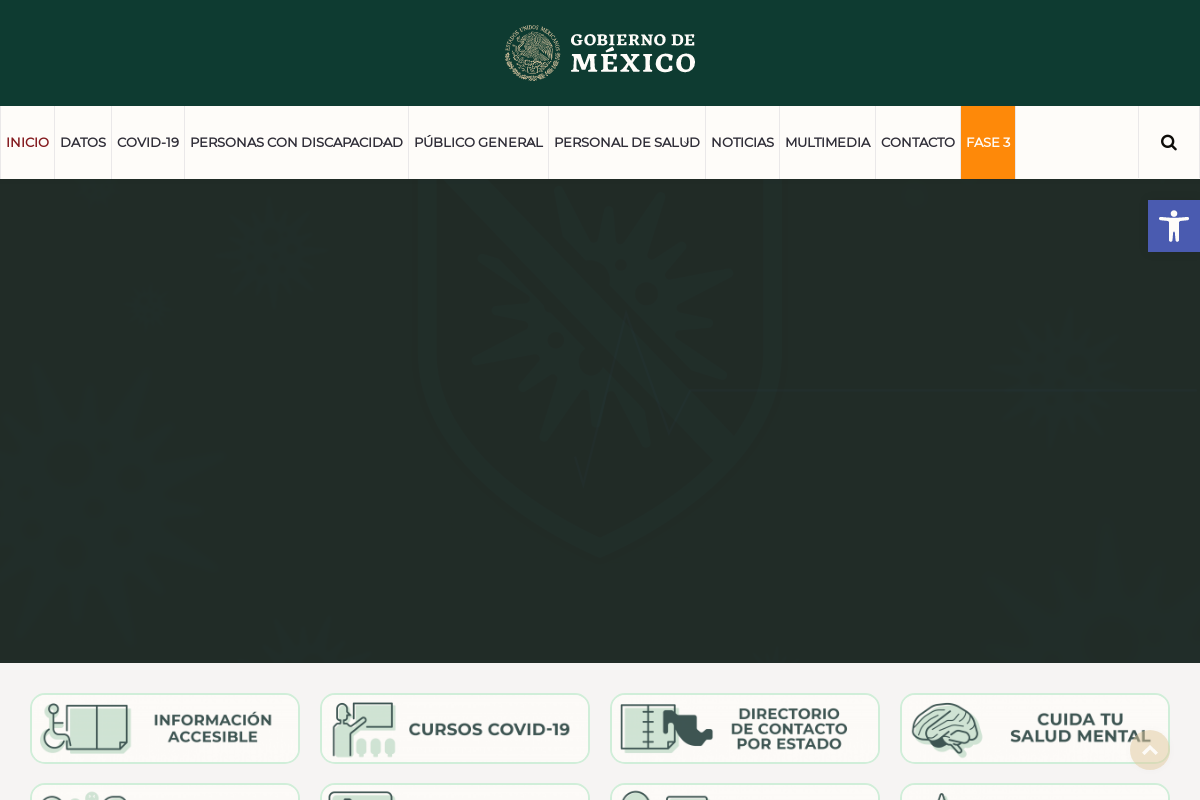 GOBIERNO DE
MÉXICO
INICIO DATOS COVID-19 PERSONAS CON DISCAPACIDAD PÚBLICO GENERAL PERSONAL DE SALUD NOTICIAS MULTIMEDIA CONTACTO FASE 3
INFORMACIÓN
ACCESIBLE
CURSOS COVID-19
DIRECTORIO
DE CONTACTO
POR ESTADO
CUIDA TU
SALUD MENTAL